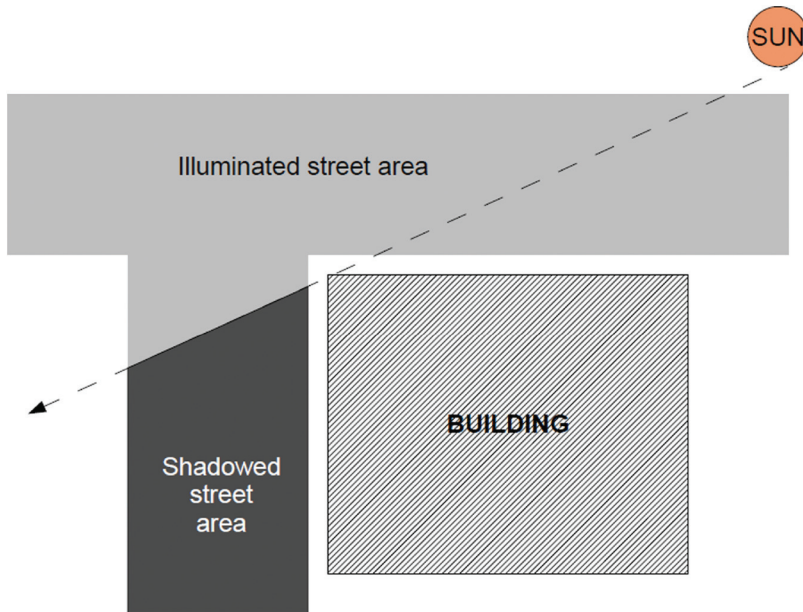 SUN
Illuminated street area
BUILDING
Shadowed
street
area